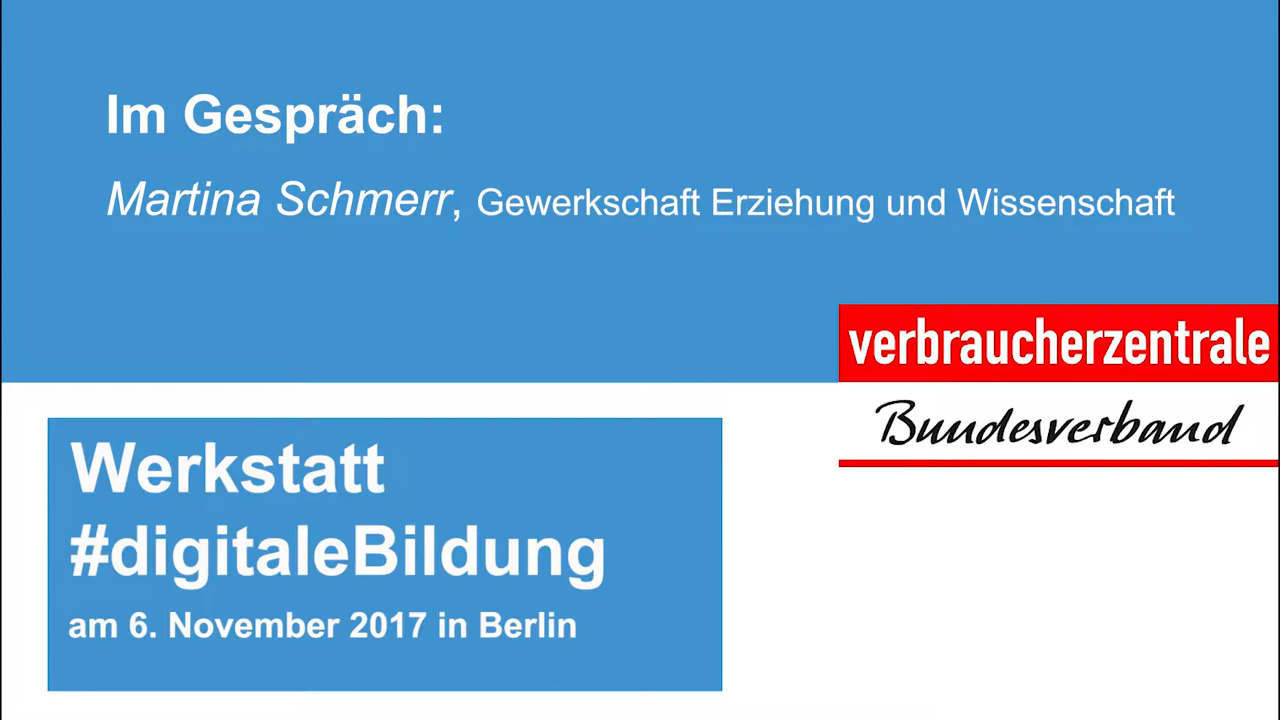 Im Gespräch:
Martina Schmerr, Gewerkschaft Erziehung und Wissenschaft
verbraucherzentrale
Bundesverband
Werkstatt
#digitaleBildung
am 6. November 2017 in Berlin